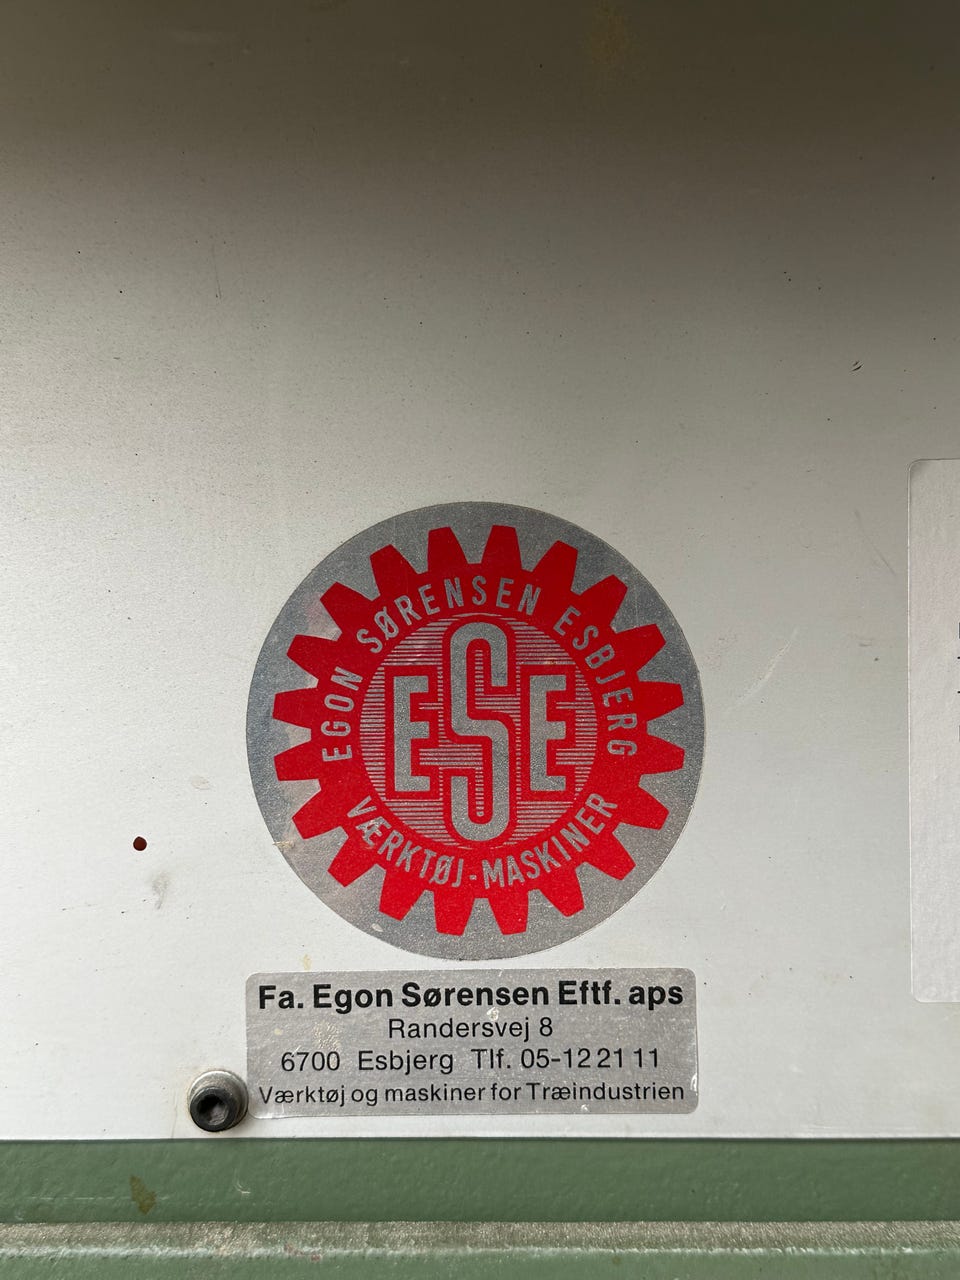 EGON SØRENSEN ESBJERG
ESE
VÆRKTØJ-MASKINER
Fa. Egon Sørensen Eftf. aps
Randersvej 8
6700 Esbjerg Tlf. 05-12 21 11
Værktøj og maskiner for Træindustrien